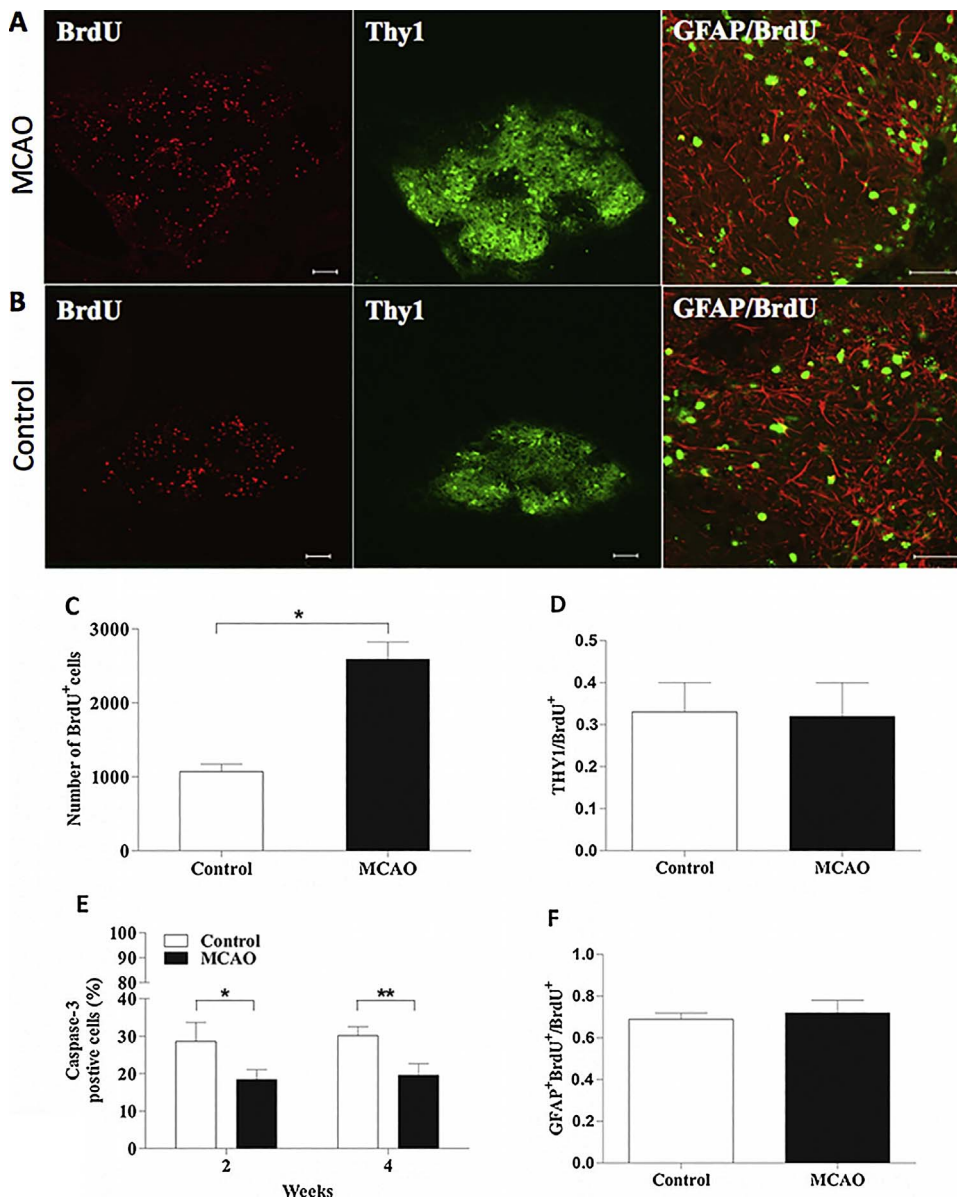 A
BrdU
Thy1
GFAP/BrdU
MCAO
B
BrdU
Thy1
GFAP/BrdU
Control
C
*
3000
2000
1000
0
Number of BrdU+ cells
Control
MCAO
D
0.5
0.4
0.3
0.2
0.1
0.0
THY1/BrdU+
Control
MCAO
E
Control
MCAO
100
90
80
40
30
20
10
0
*
**
Caspase-3
postive cells (%)
2
4
Weeks
F
1.0
0.8
0.6
0.4
0.2
0.0
GFAP+BrdU+/BrdU+
Control
MCAO